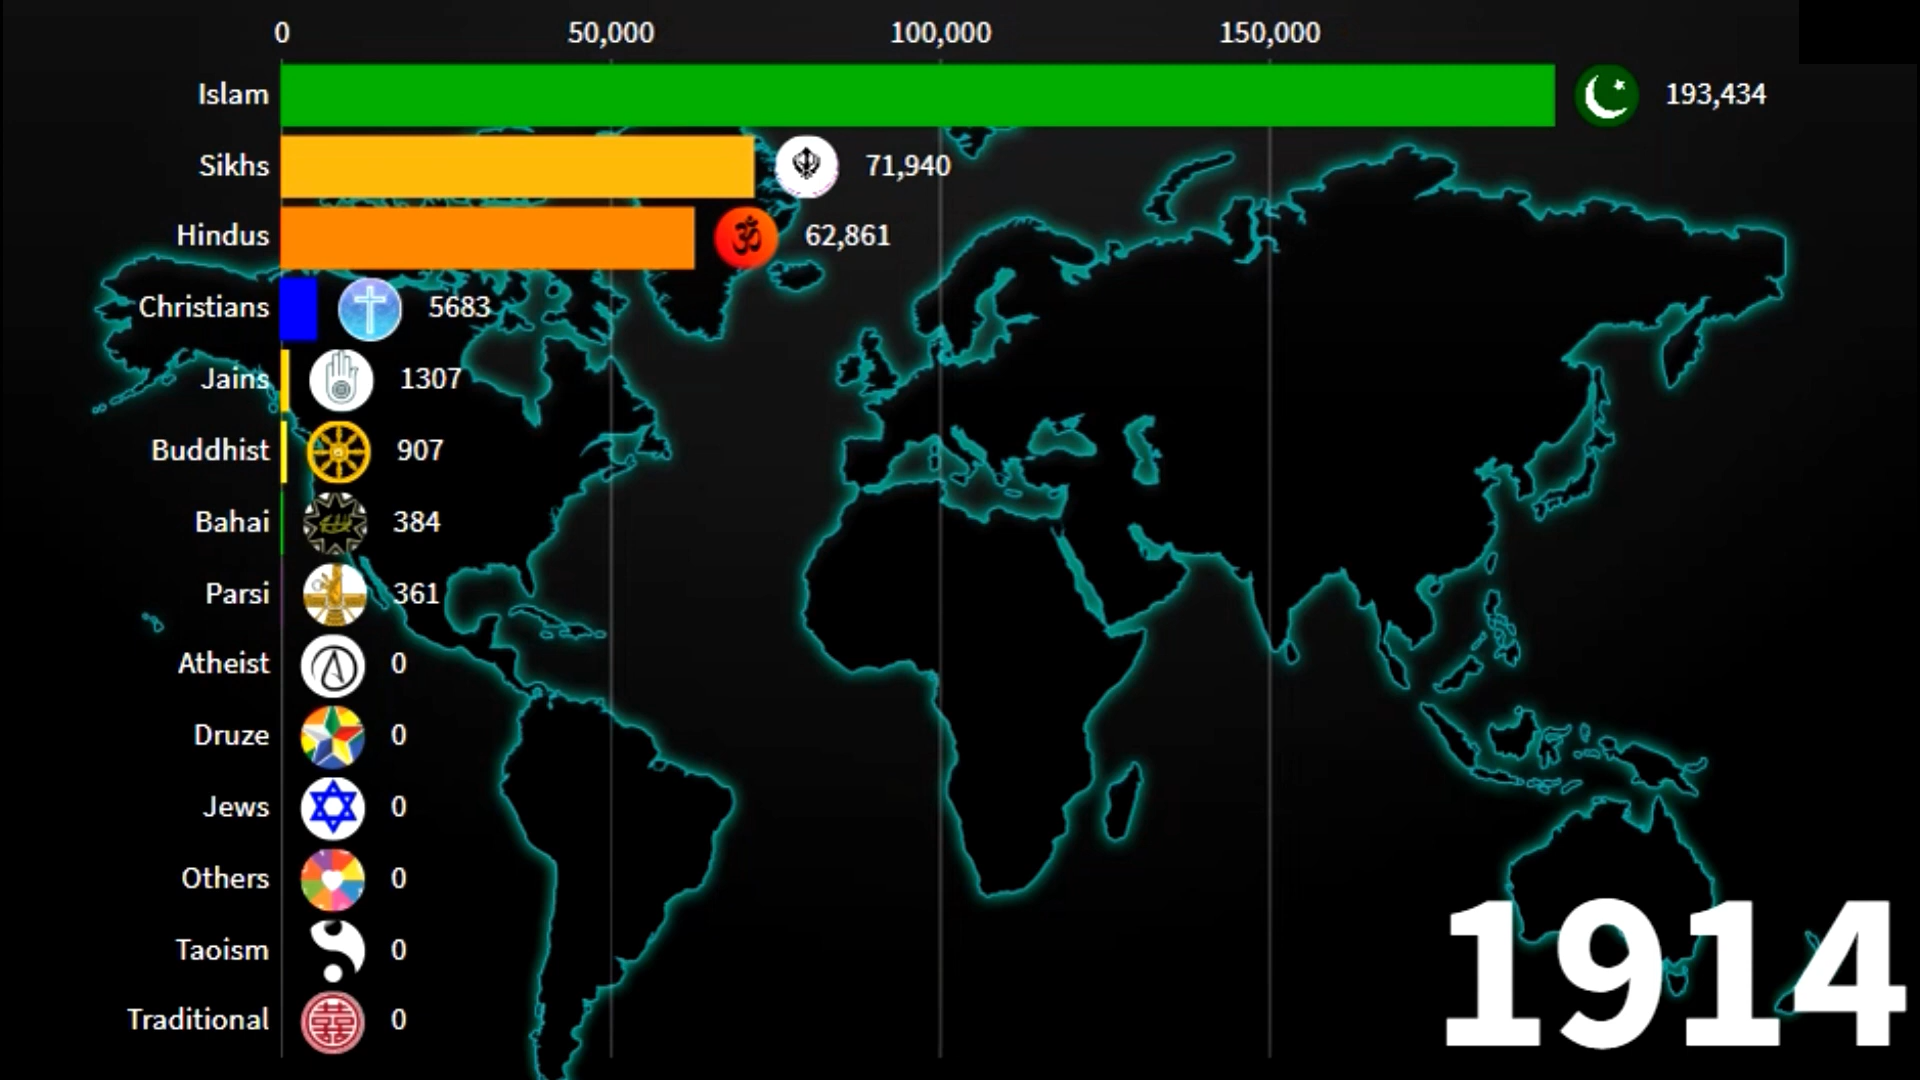 0 50,000 100,000 150,000
Islam 193,434
Sikhs 71,940
Hindus ॐ 62,861
Christians 5683
Jains 1307
Buddhist 907
Bahai 384
Parsi 361
Atheist 0
Druze 0
Jews 0
Others 0
Taoism 0
Traditional 囍 0
1914